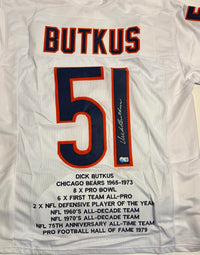 BUTKUS
51
Dick Butkus
DICK BUTKUS
CHICAGO BEARS 1965-1973
8 X PRO BOWL
6 X FIRST TEAM ALL-PRO
2 X NFL DEFENSIVE PLAYER OF THE YEAR
NFL 1960'S ALL-DECADE TEAM
NFL 1970'S ALL-DECADE TEAM
NFL 75TH ANNIVERSARY ALL-TIME TEAM
PRO FOOTBALL HALL OF FAME 1979